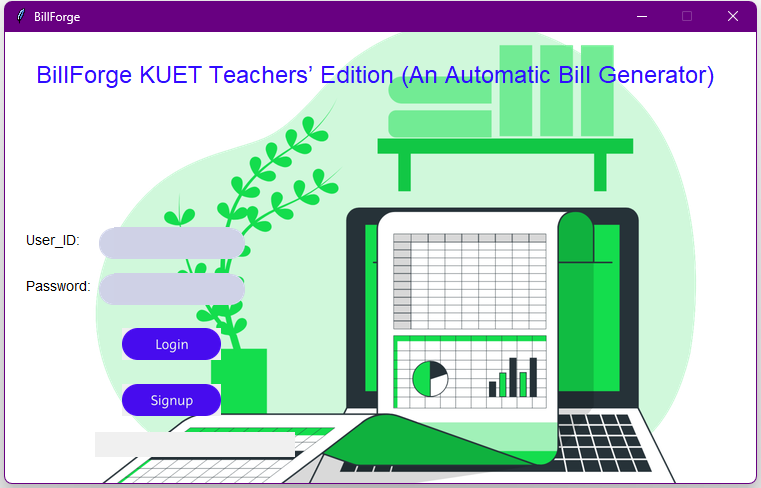 BillForge
BillForge KUET Teachers’ Edition (An Automatic Bill Generator)
User_ID:
Password:
Login
Signup